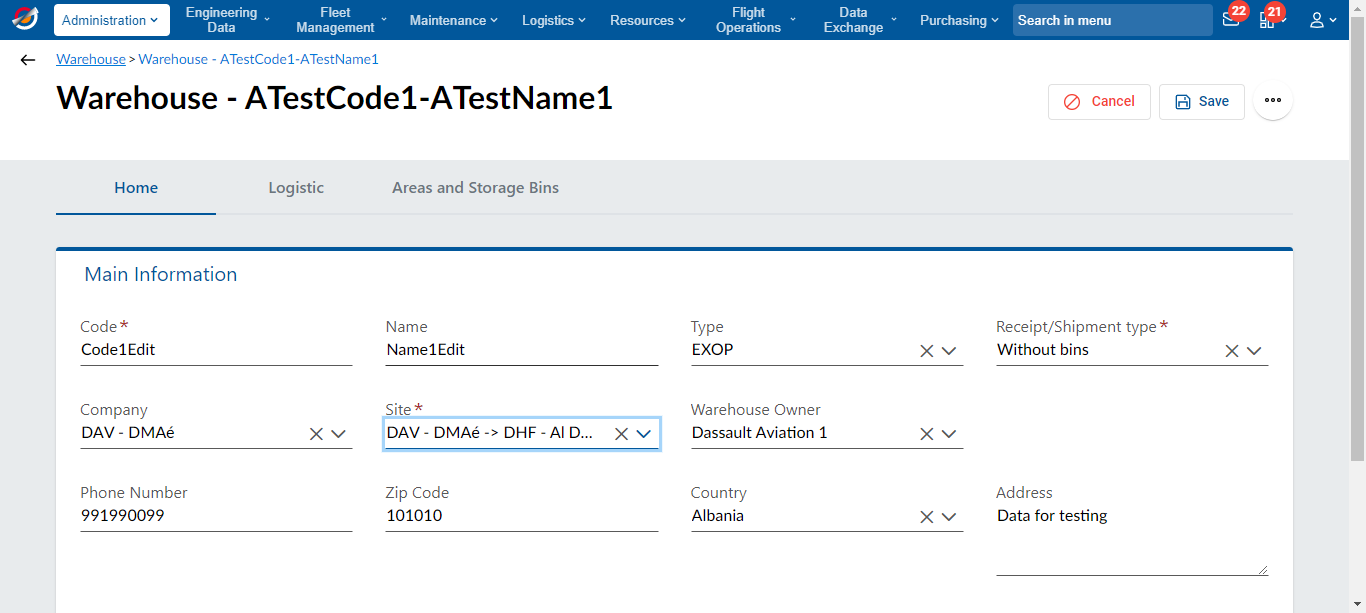 Administration
Engineering Data
Fleet Management
Maintenance
Logistics
Resources
Flight Operations
Data Exchange
Purchasing
Search in menu
22
21
Warehouse > Warehouse - ATestCode1-ATestName1
Warehouse - ATestCode1-ATestName1
Cancel
Save
Home
Logistic
Areas and Storage Bins
Main Information
Code*
Code1Edit
Name
Name1Edit
Type
EXOP
Receipt/Shipment type*
Without bins
Company
DAV - DMAé
Site*
DAV - DMAé -> DHF - Al D...
Warehouse Owner
Dassault Aviation 1
Phone Number
991990099
Zip Code
101010
Country
Albania
Address
Data for testing